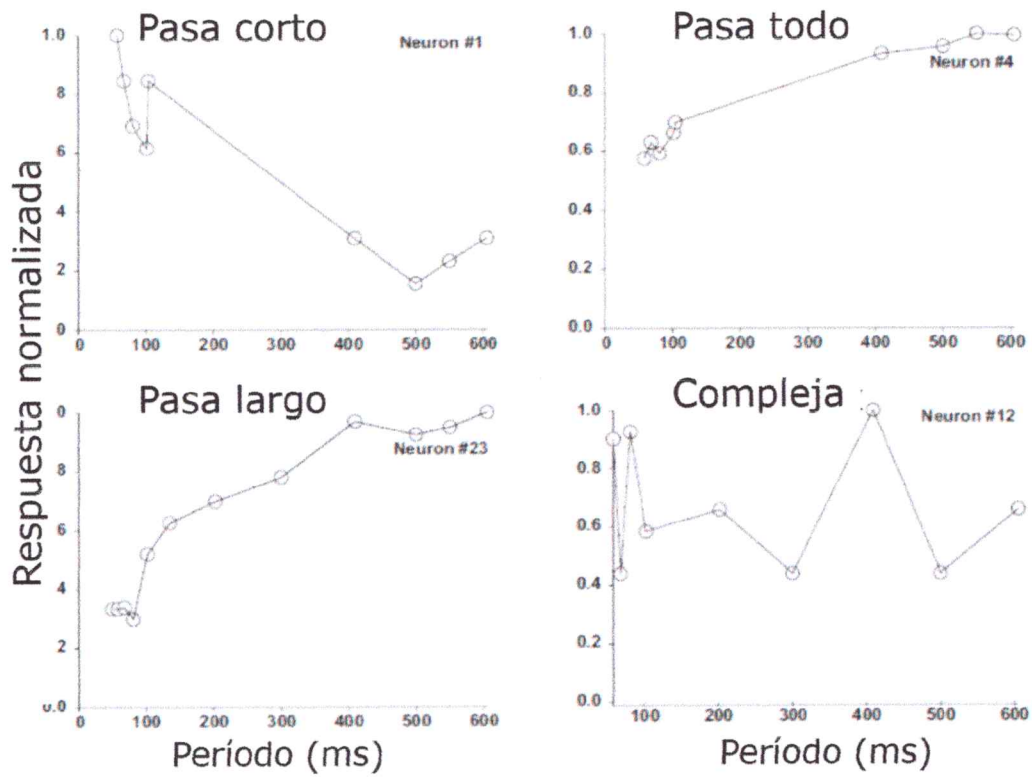 Pasa corto
Neuron #1
1.0
8
6
4
2
0
0 100 200 300 400 500 600
Pasa todo
Neuron #4
1.0
0.8
0.6
0.4
0.2
0.0
0 100 200 300 400 500 600
Respuesta normalizada
Pasa largo
Neuron #23
0
8
6
4
2
0.0
0 100 200 300 400 500 600
Período (ms)
Compleja
Neuron #12
1.0
0.8
0.6
0.4
0.2
0.0
100 200 300 400 500 600
Período (ms)